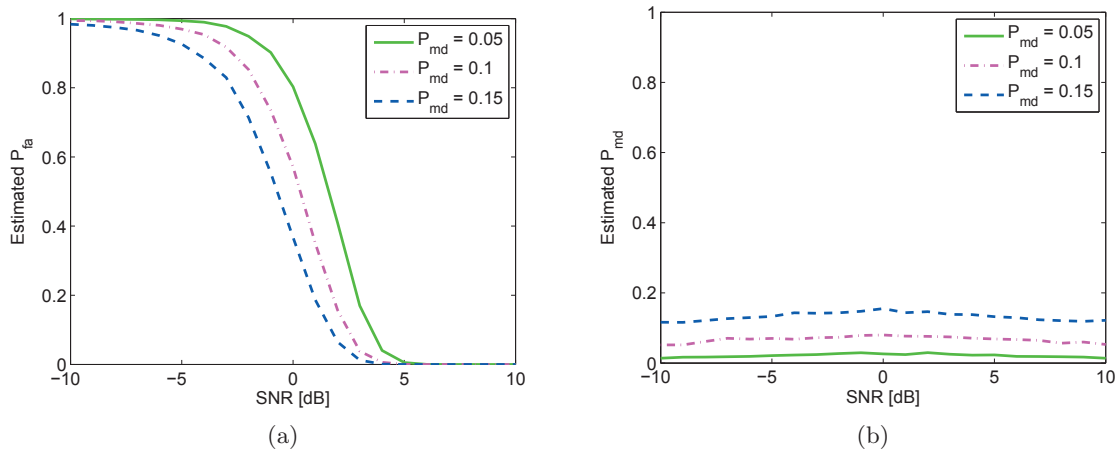 1
0.8
0.6
0.4
0.2
0
Estimated P_fa
−10
−5
0
5
10
SNR [dB]
P_md = 0.05
P_md = 0.1
P_md = 0.15
(a)
1
0.8
0.6
0.4
0.2
0
Estimated P_md
−10
−5
0
5
10
SNR [dB]
P_md = 0.05
P_md = 0.1
P_md = 0.15
(b)